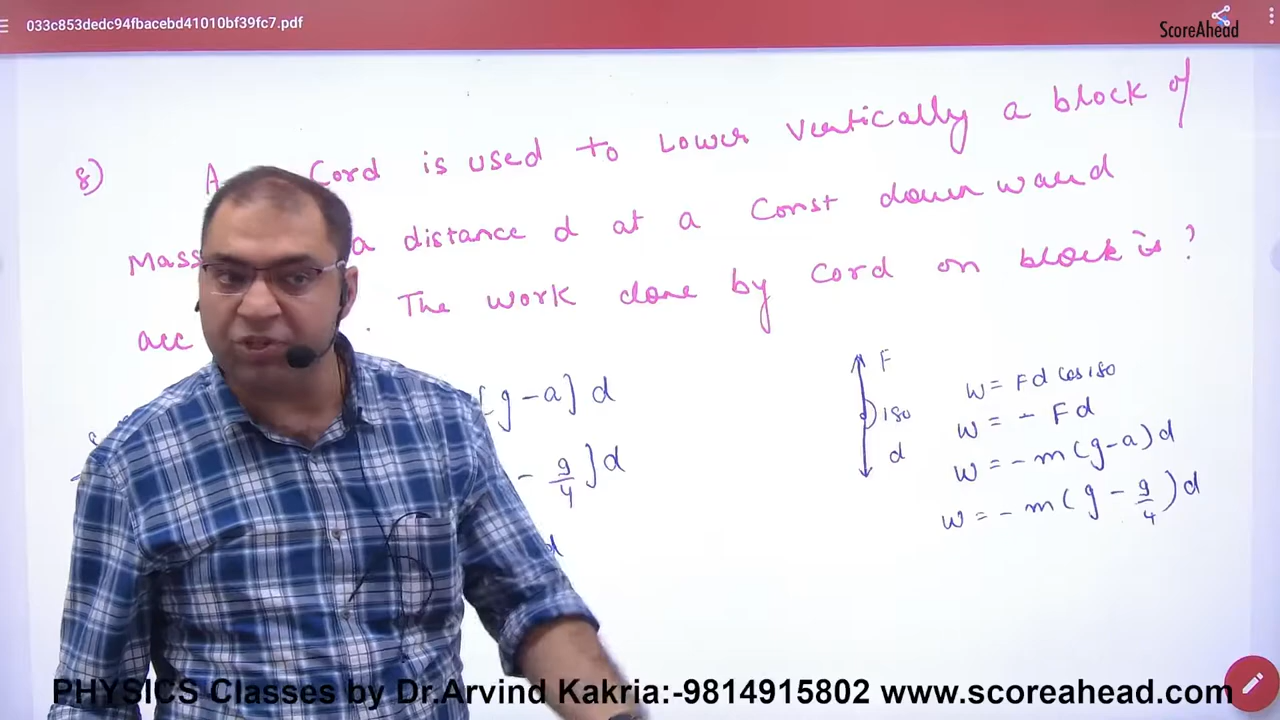 033c853dedc94fbacebd41010bf39fc7.pdf
ScoreAhead
8) A Cord is used to Lower vertically a block of
Mass a distance d at a Const downward
acc The work done by Cord on block is?
[g-a] d
- g/4 ] d
d
F
180
d
W = Fd cos 180
W = - Fd
W = - m(g-a)d
W = - m(g - g/4)d
PHYSICS Classes by Dr.Arvind Kakria:-9814915802 www.scoreahead.com